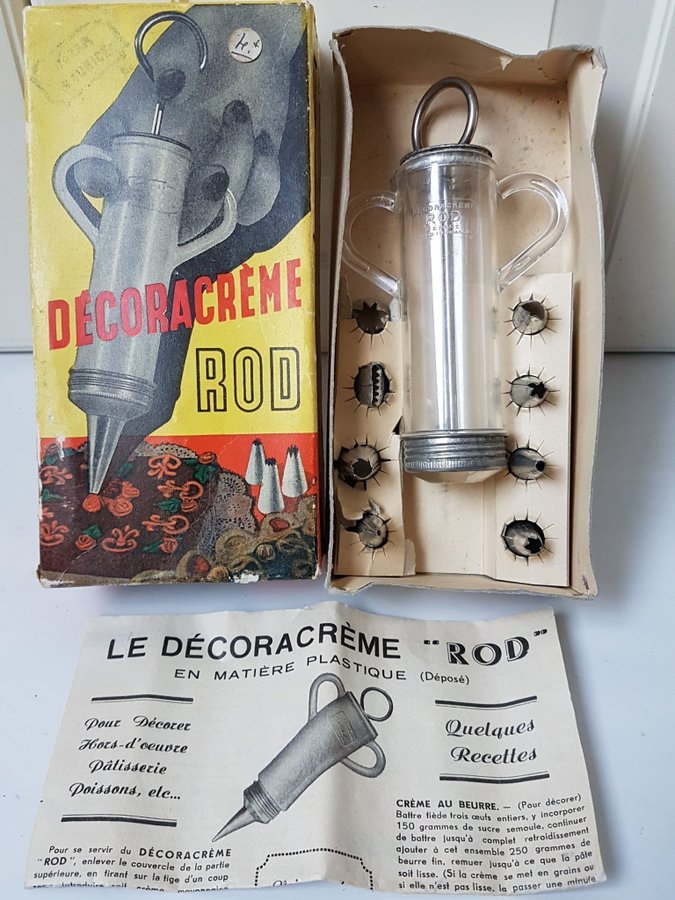 DÉCORACRÈME
ROD
DÉCORACRÈME
ROD
LE DÉCORACRÈME "ROD"
EN MATIÈRE PLASTIQUE (Déposé)
Pour Décorer
Hors-d'oeuvre
Pâtisserie
Poissons, etc...
Quelques
Recettes
Pour se servir du DÉCORACRÈME
"ROD", enlever le couvercle de la partie
supérieure, en tirant sur la tige d'un coup
CRÈME AU BEURRE. — (Pour décorer)
Battre tiède trois œufs entiers, y incorporer
150 grammes de sucre semoule, continuer
de battre jusqu'à complet refroidissement
ajouter à cet ensemble 250 grammes de
beurre fin, remuer jusqu'à ce que la pâte
soit lisse. (Si la crème se met en grains ou
si elle n'est pas lisse, la passer une minute